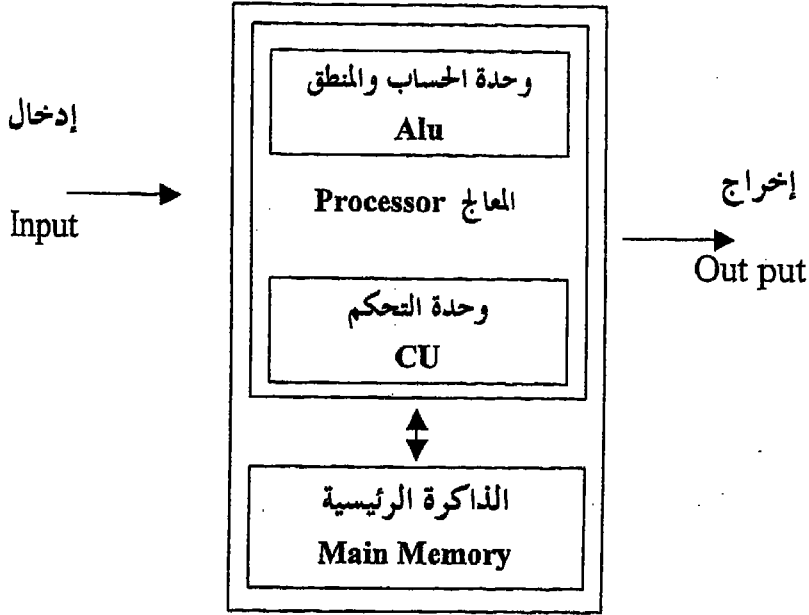 وحدة الحساب والمنطق
Alu
إدخال
Input
المعالج Processor
إخراج
Out put
وحدة التحكم
CU
الذاكرة الرئيسية
Main Memory